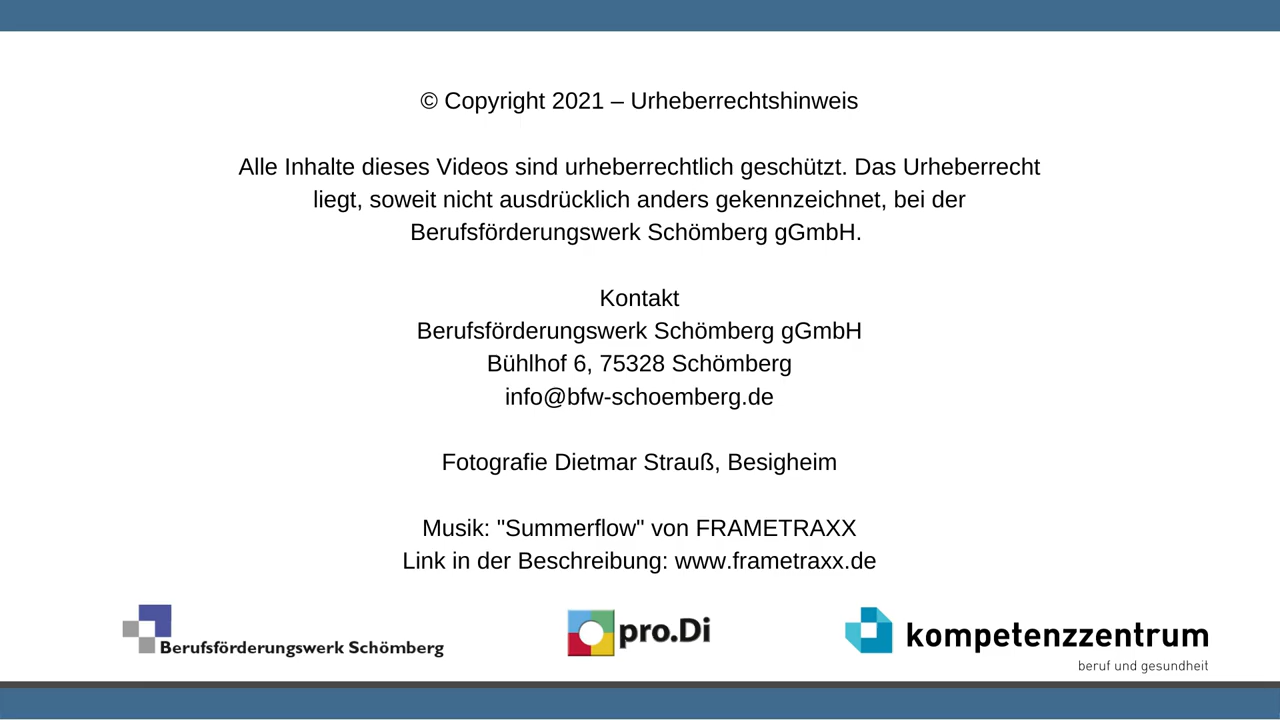 © Copyright 2021 – Urheberrechtshinweis
Alle Inhalte dieses Videos sind urheberrechtlich geschützt. Das Urheberrecht
liegt, soweit nicht ausdrücklich anders gekennzeichnet, bei der
Berufsförderungswerk Schömberg gGmbH.
Kontakt
Berufsförderungswerk Schömberg gGmbH
Bühlhof 6, 75328 Schömberg
info@bfw-schoemberg.de
Fotografie Dietmar Strauß, Besigheim
Musik: "Summerflow" von FRAMETRAXX
Link in der Beschreibung: www.frametraxx.de
Berufsförderungswerk Schömberg
pro.Di
kompetenzzentrum
beruf und gesundheit